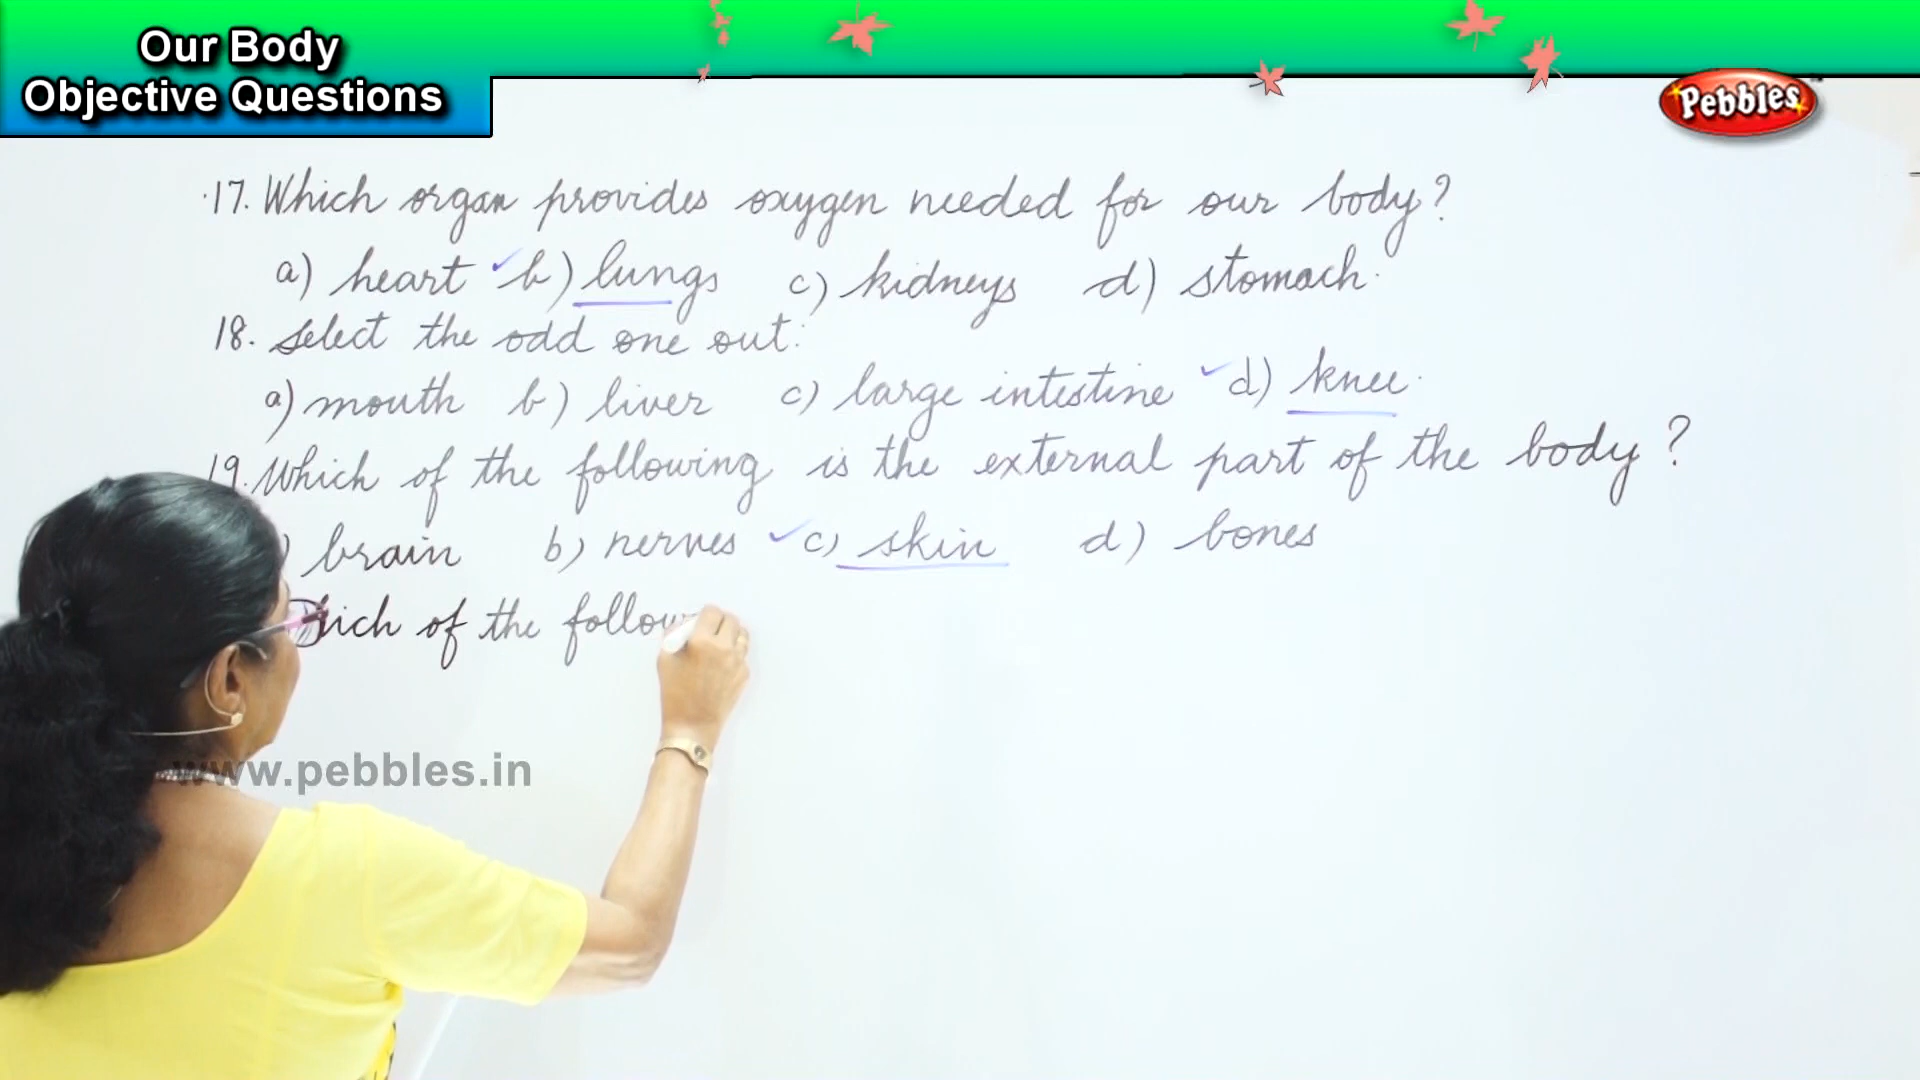 Our Body
Objective Questions
Pebbles
17. Which organ provides oxygen needed for our body?
a) heart b) lungs c) kidneys d) stomach.
18. Select the odd one out:
a) mouth b) liver c) large intestine d) knee.
19. Which of the following is the external part of the body?
) brain b) nerves c) skin d) bones
hich of the follow
www.pebbles.in